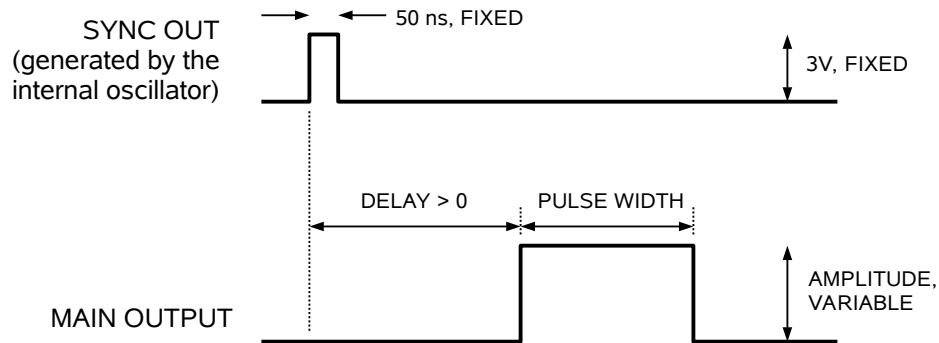 50 ns, FIXED
SYNC OUT
(generated by the
internal oscillator)
3V, FIXED
DELAY > 0
PULSE WIDTH
AMPLITUDE,
VARIABLE
MAIN OUTPUT